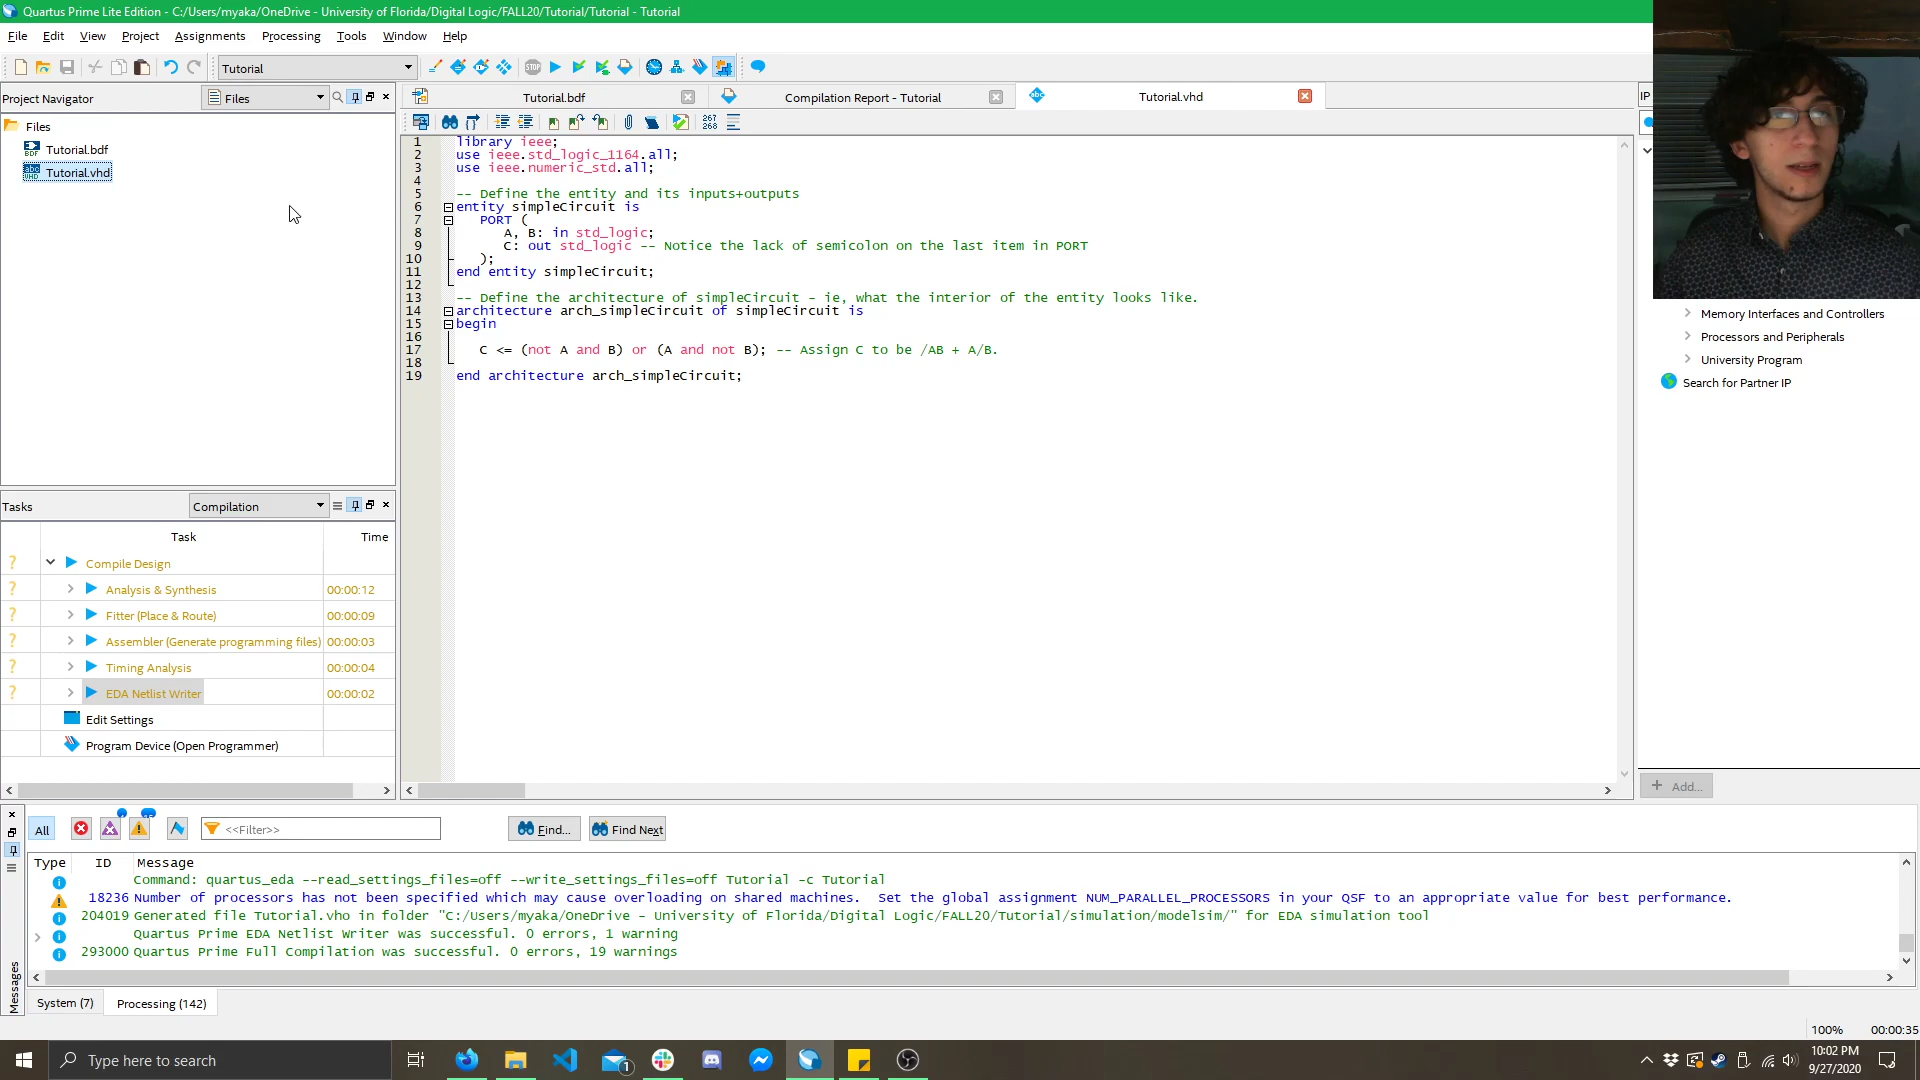 Quartus Prime Lite Edition - C:/Users/myaka/OneDrive - University of Florida/Digital Logic/FALL20/Tutorial/Tutorial - Tutorial
File Edit View Project Assignments Processing Tools Window Help
Tutorial
Project Navigator Files
Tutorial.bdf Compilation Report - Tutorial Tutorial.vhd
IP
Files
Tutorial.bdf
Tutorial.vhd
1 library ieee;
2 use ieee.std_logic_1164.all;
3 use ieee.numeric_std.all;
4
5 -- Define the entity and its inputs+outputs
6 entity simpleCircuit is
7 PORT (
8 A, B: in std_logic;
9 C: out std_logic -- Notice the lack of semicolon on the last item in PORT
10 );
11 end entity simpleCircuit;
12
13 -- Define the architecture of simpleCircuit - ie, what the interior of the entity looks like.
14 architecture arch_simpleCircuit of simpleCircuit is
15 begin
16
17 C <= (not A and B) or (A and not B); -- Assign C to be /AB + A/B.
18
19 end architecture arch_simpleCircuit;
Memory Interfaces and Controllers
Processors and Peripherals
University Program
Search for Partner IP
+ Add...
Tasks Compilation
Task Time
? Compile Design
? Analysis & Synthesis 00:00:12
? Fitter (Place & Route) 00:00:09
? Assembler (Generate programming files) 00:00:03
? Timing Analysis 00:00:04
? EDA Netlist Writer 00:00:02
Edit Settings
Program Device (Open Programmer)
All <<Filter>> Find... Find Next
Type ID Message
Command: quartus_eda --read_settings_files=off --write_settings_files=off Tutorial -c Tutorial
18236 Number of processors has not been specified which may cause overloading on shared machines. Set the global assignment NUM_PARALLEL_PROCESSORS in your QSF to an appropriate value for best performance.
204019 Generated file Tutorial.vho in folder "C:/Users/myaka/OneDrive - University of Florida/Digital Logic/FALL20/Tutorial/simulation/modelsim/" for EDA simulation tool
Quartus Prime EDA Netlist Writer was successful. 0 errors, 1 warning
293000 Quartus Prime Full Compilation was successful. 0 errors, 19 warnings
Messages
System (7) Processing (142)
100% 00:00:35
Type here to search
1
10:02 PM
9/27/2020